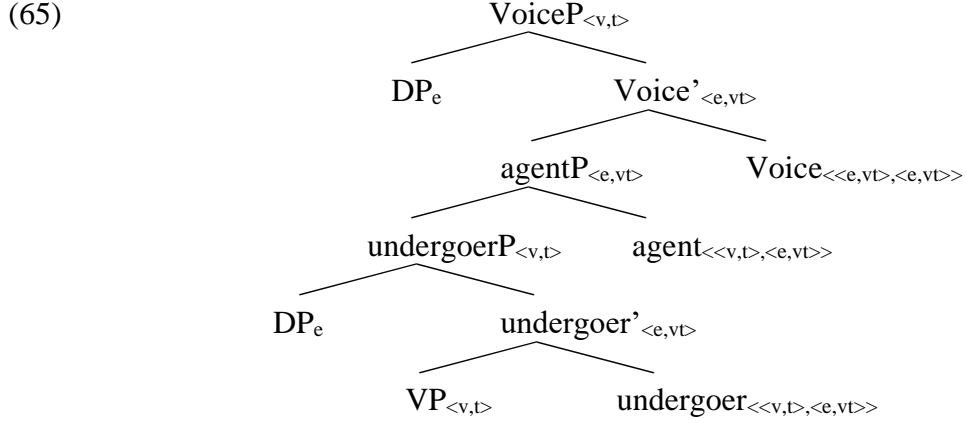 (65) VoiceP<v,t>
DPe Voice’<e,vt>
agentP<e,vt> Voice<<e,vt>,<e,vt>>
undergoerP<v,t> agent<<v,t>,<e,vt>>
DPe undergoer’<e,vt>
VP<v,t> undergoer<<v,t>,<e,vt>>